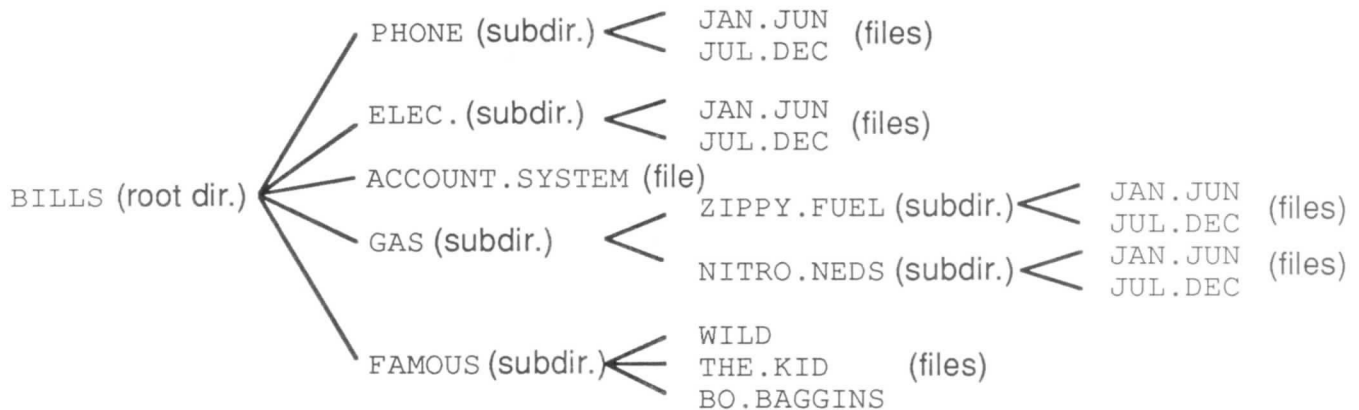 PHONE (subdir.)
JAN.JUN
JUL.DEC
(files)
ELEC. (subdir.)
JAN.JUN
JUL.DEC
(files)
BILLS (root dir.)
ACCOUNT.SYSTEM (file)
GAS (subdir.)
ZIPPY.FUEL (subdir.)
JAN.JUN
JUL.DEC
(files)
NITRO.NEDS (subdir.)
JAN.JUN
JUL.DEC
(files)
FAMOUS (subdir.)
WILD
THE.KID
BO.BAGGINS
(files)